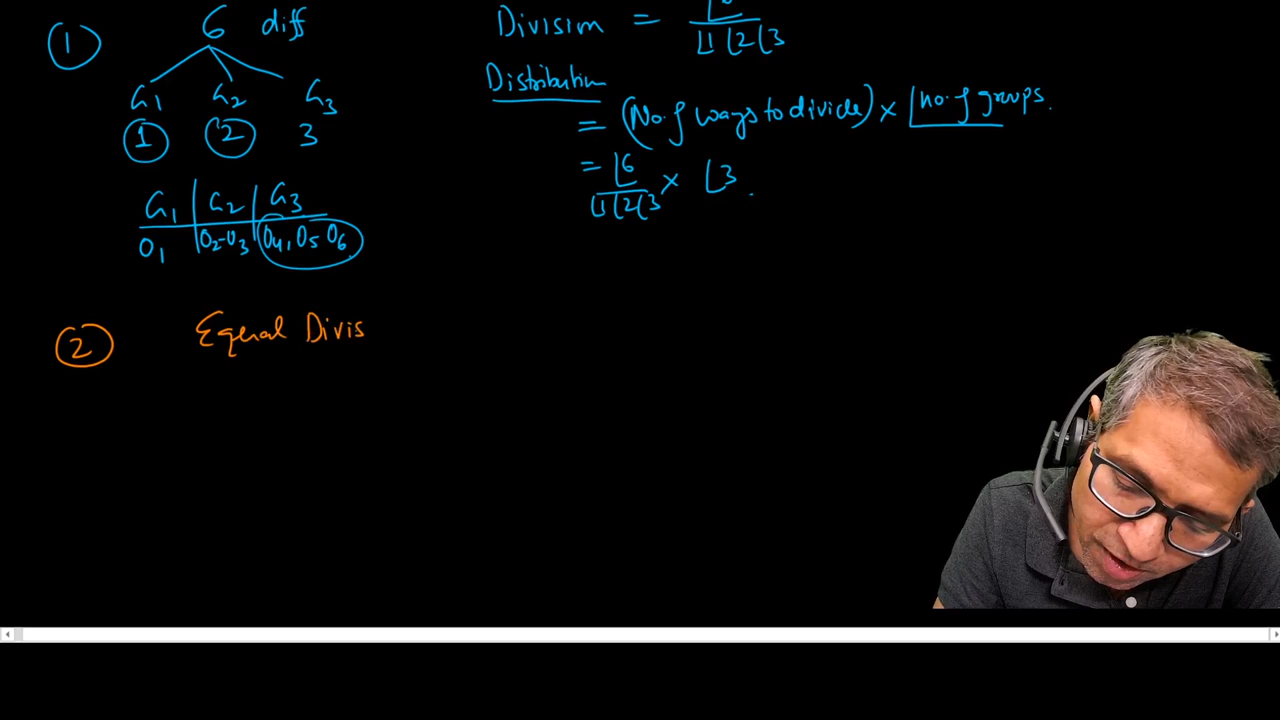 1
6 diff
G1 G2 G3
1 2 3
G1 G2 G3
O1 O2-O3 O4, O5 O6
Division = / ⌊1 ⌊2 ⌊3
Distribution
= (No. of ways to divide) × ⌊no. of groups.
= ⌊6 / ⌊1 ⌊2 ⌊3 × ⌊3.
2 Equal Divis